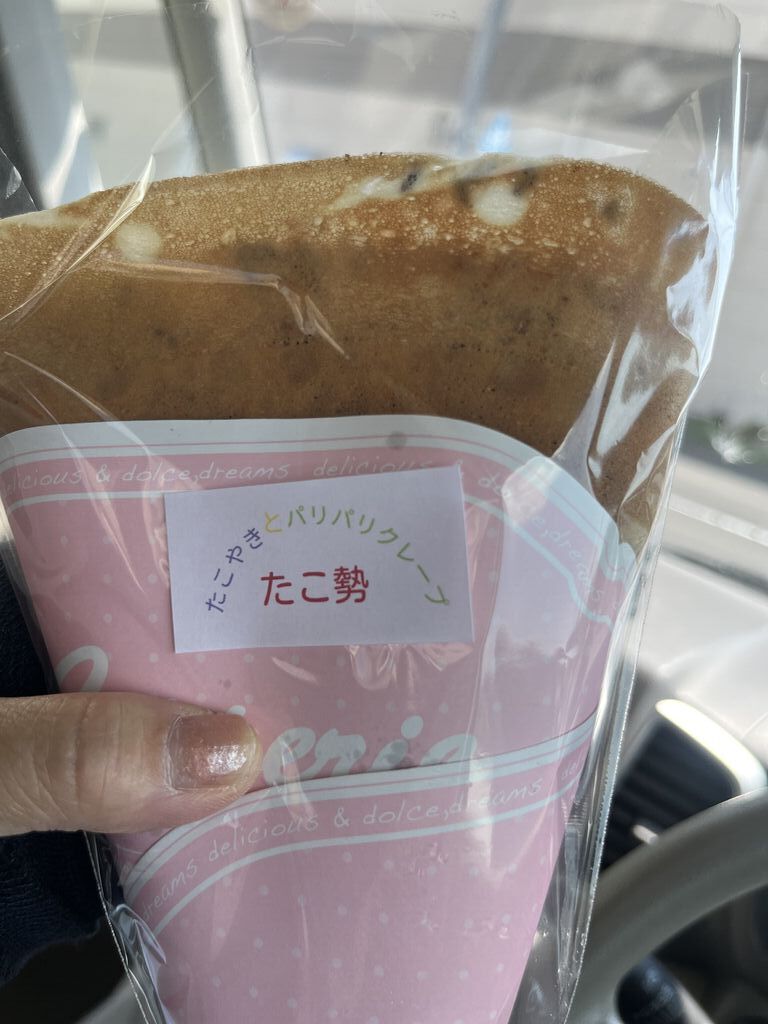 elicious & dolce,dreams delicious
たこやきとパリパリクレープ
たこ勢
dreams delicious & dolce,dreams